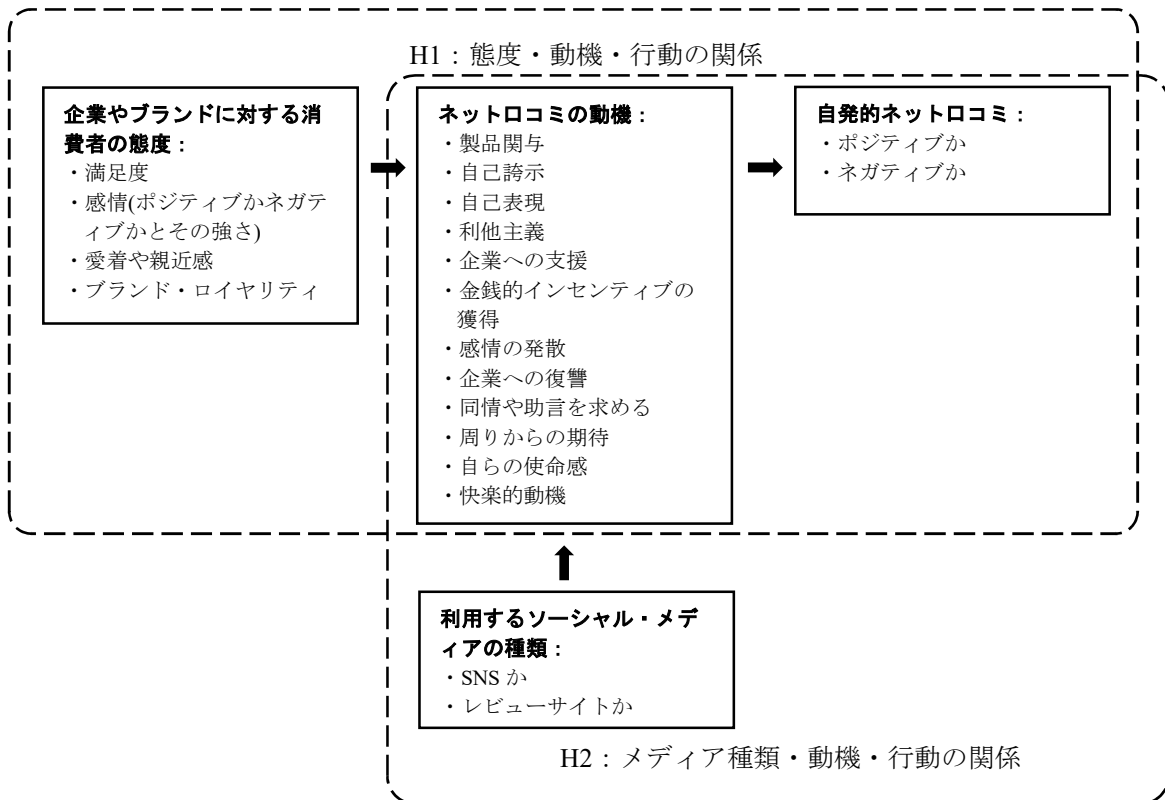 H1：態度・動機・行動の関係
企業やブランドに対する消
費者の態度：
・満足度
・感情(ポジティブかネガテ
ィブかとその強さ)
・愛着や親近感
・ブランド・ロイヤリティ
ネット口コミの動機：
・製品関与
・自己誇示
・自己表現
・利他主義
・企業への支援
・金銭的インセンティブの
獲得
・感情の発散
・企業への復讐
・同情や助言を求める
・周りからの期待
・自らの使命感
・快楽的動機
自発的ネット口コミ：
・ポジティブか
・ネガティブか
利用するソーシャル・メデ
ィアの種類：
・SNS か
・レビューサイトか
H2：メディア種類・動機・行動の関係